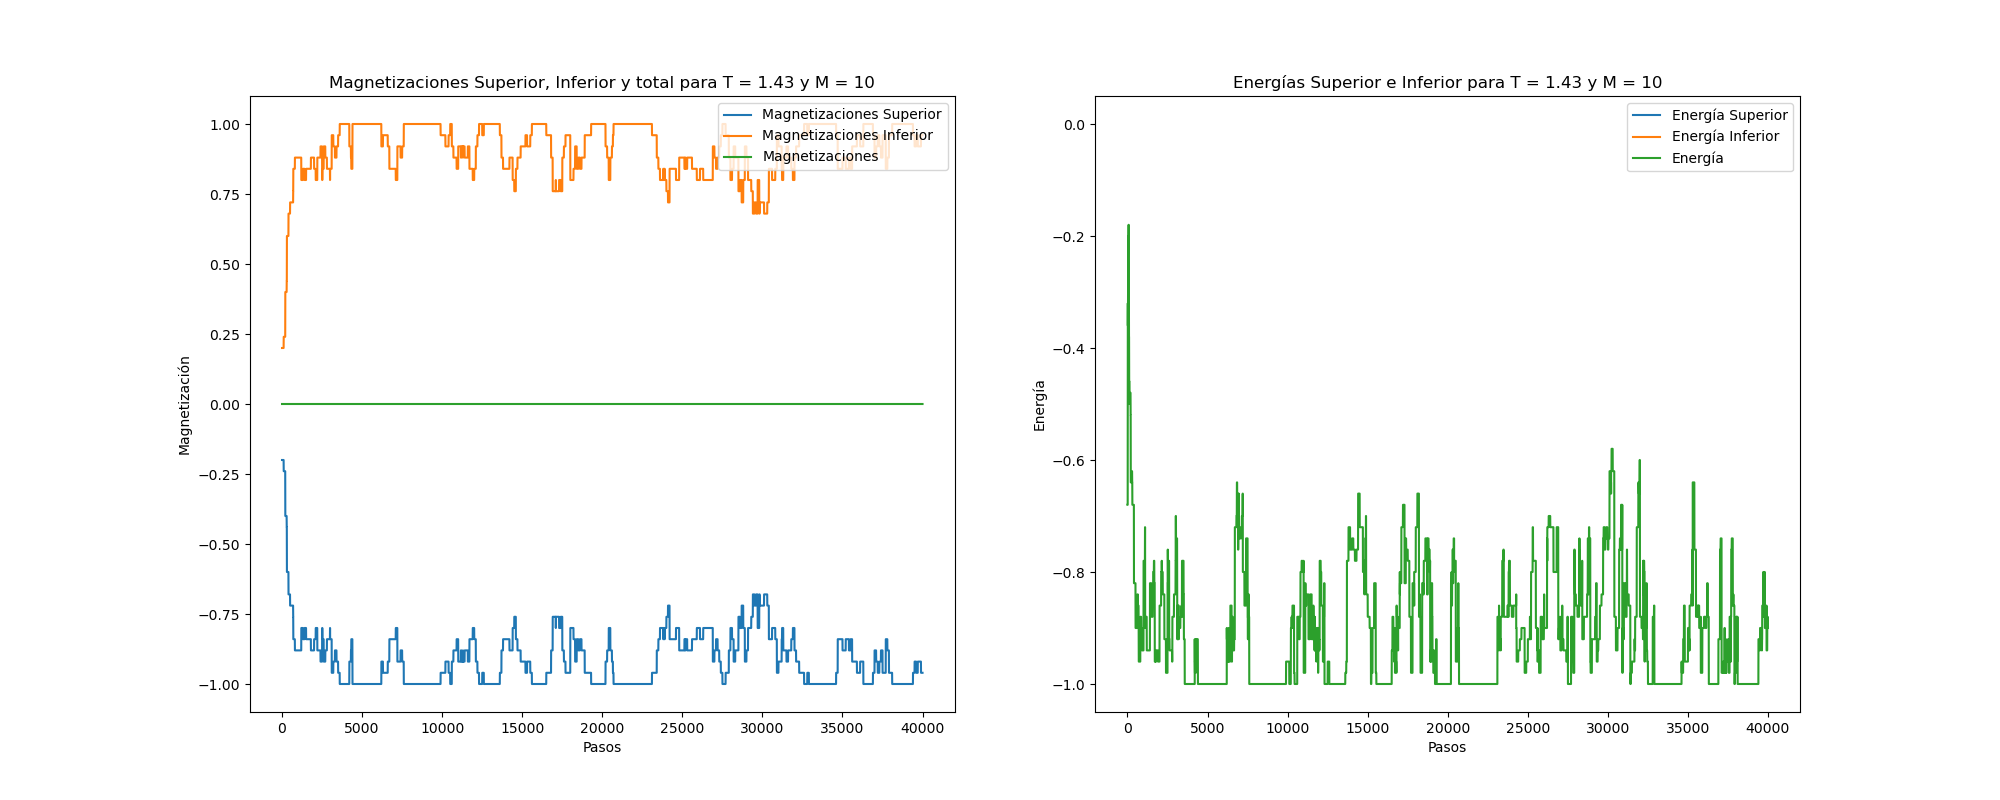 Magnetizaciones Superior, Inferior y total para T = 1.43 y M = 10
Magnetizaciones Superior
Magnetizaciones Inferior
Magnetizaciones
1.00
0.75
0.50
0.25
0.00
−0.25
−0.50
−0.75
−1.00
Magnetización
0
5000
10000
15000
20000
25000
30000
35000
40000
Pasos
Energías Superior e Inferior para T = 1.43 y M = 10
Energía Superior
Energía Inferior
Energía
0.0
−0.2
−0.4
−0.6
−0.8
−1.0
Energía
0
5000
10000
15000
20000
25000
30000
35000
40000
Pasos